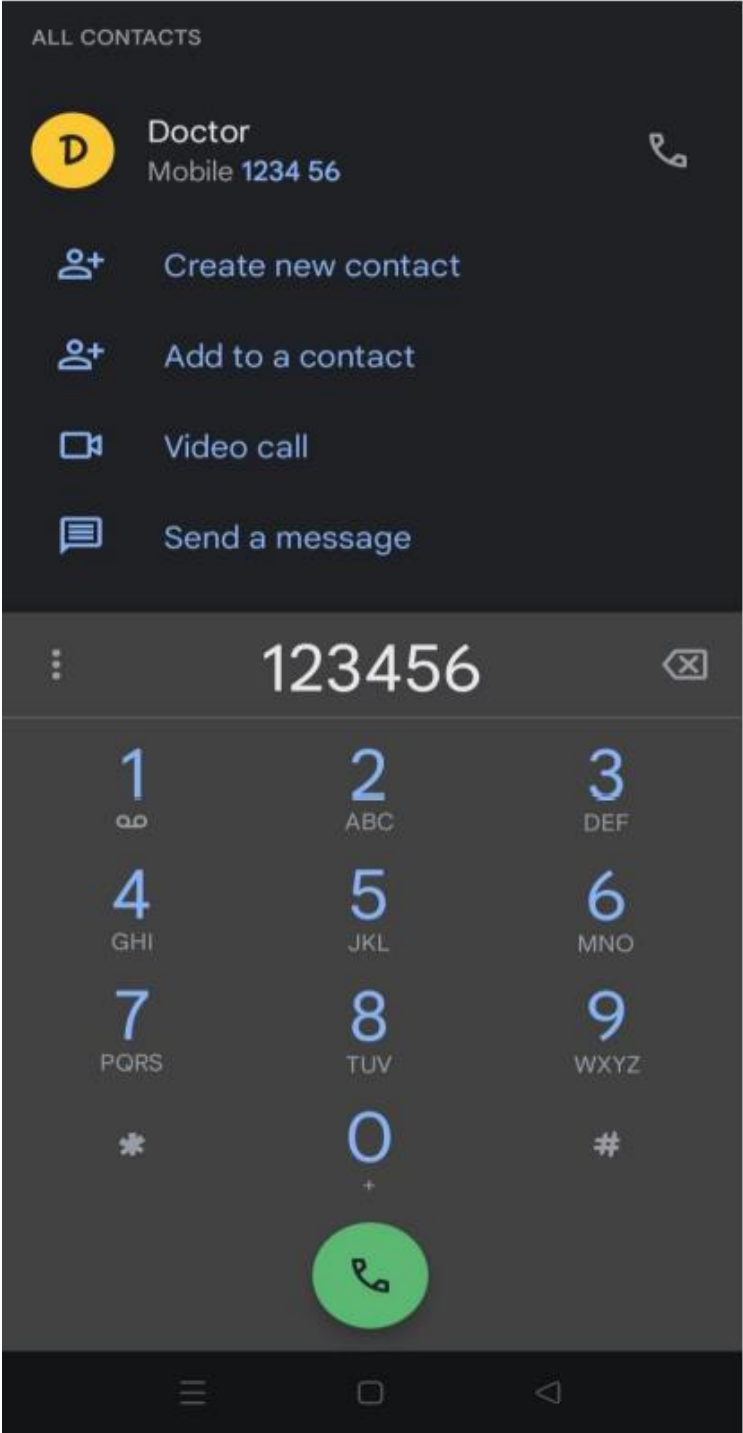 ALL CONTACTS
D
Doctor
Mobile 1234 56
Create new contact
Add to a contact
Video call
Send a message
123456
1 2 3
ABC DEF
4 5 6
GHI JKL MNO
7 8 9
PQRS TUV WXYZ
* 0 #
+